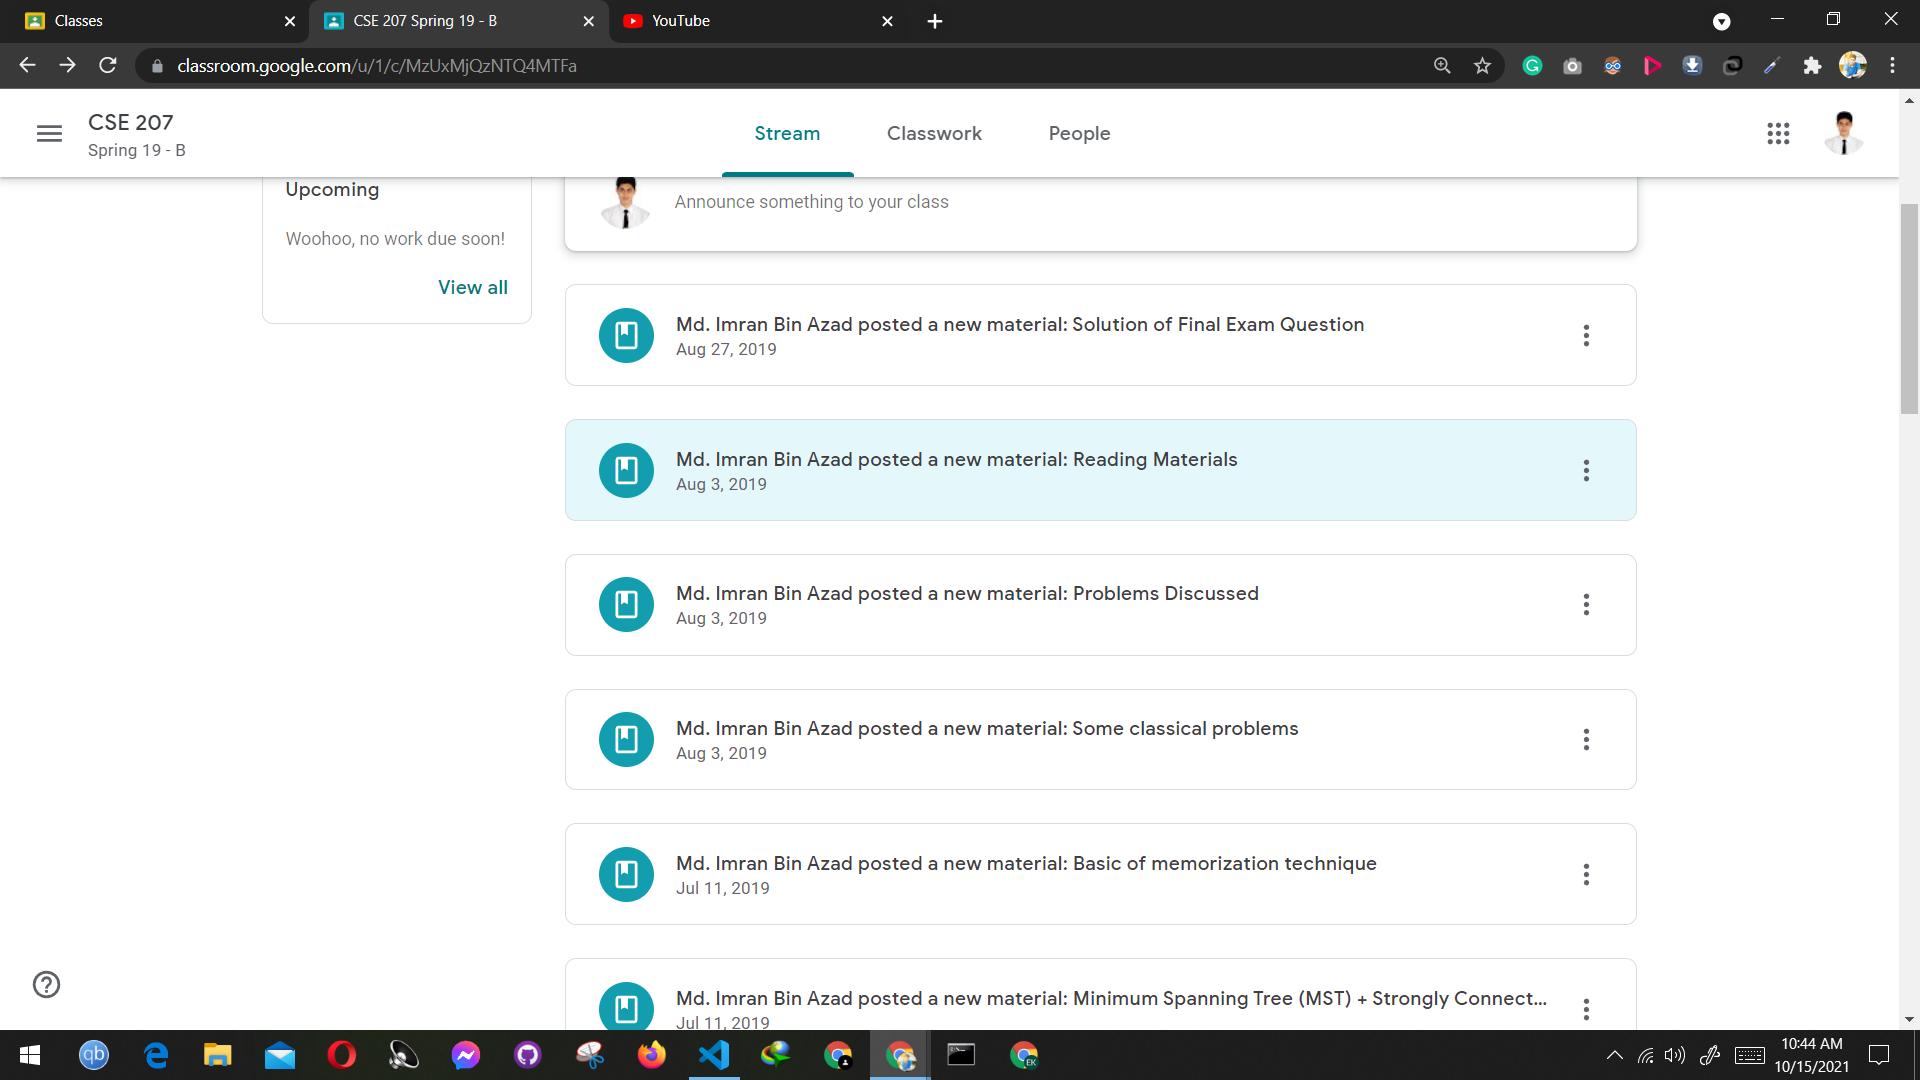 Classes
CSE 207 Spring 19 - B
YouTube
classroom.google.com/u/1/c/MzUxMjQzNTQ4MTFa
CSE 207
Spring 19 - B
Stream
Classwork
People
Upcoming
Woohoo, no work due soon!
View all
Announce something to your class
Md. Imran Bin Azad posted a new material: Solution of Final Exam Question
Aug 27, 2019
Md. Imran Bin Azad posted a new material: Reading Materials
Aug 3, 2019
Md. Imran Bin Azad posted a new material: Problems Discussed
Aug 3, 2019
Md. Imran Bin Azad posted a new material: Some classical problems
Aug 3, 2019
Md. Imran Bin Azad posted a new material: Basic of memorization technique
Jul 11, 2019
Md. Imran Bin Azad posted a new material: Minimum Spanning Tree (MST) + Strongly Connect...
Jul 11, 2019
qb
EK
10:44 AM
10/15/2021